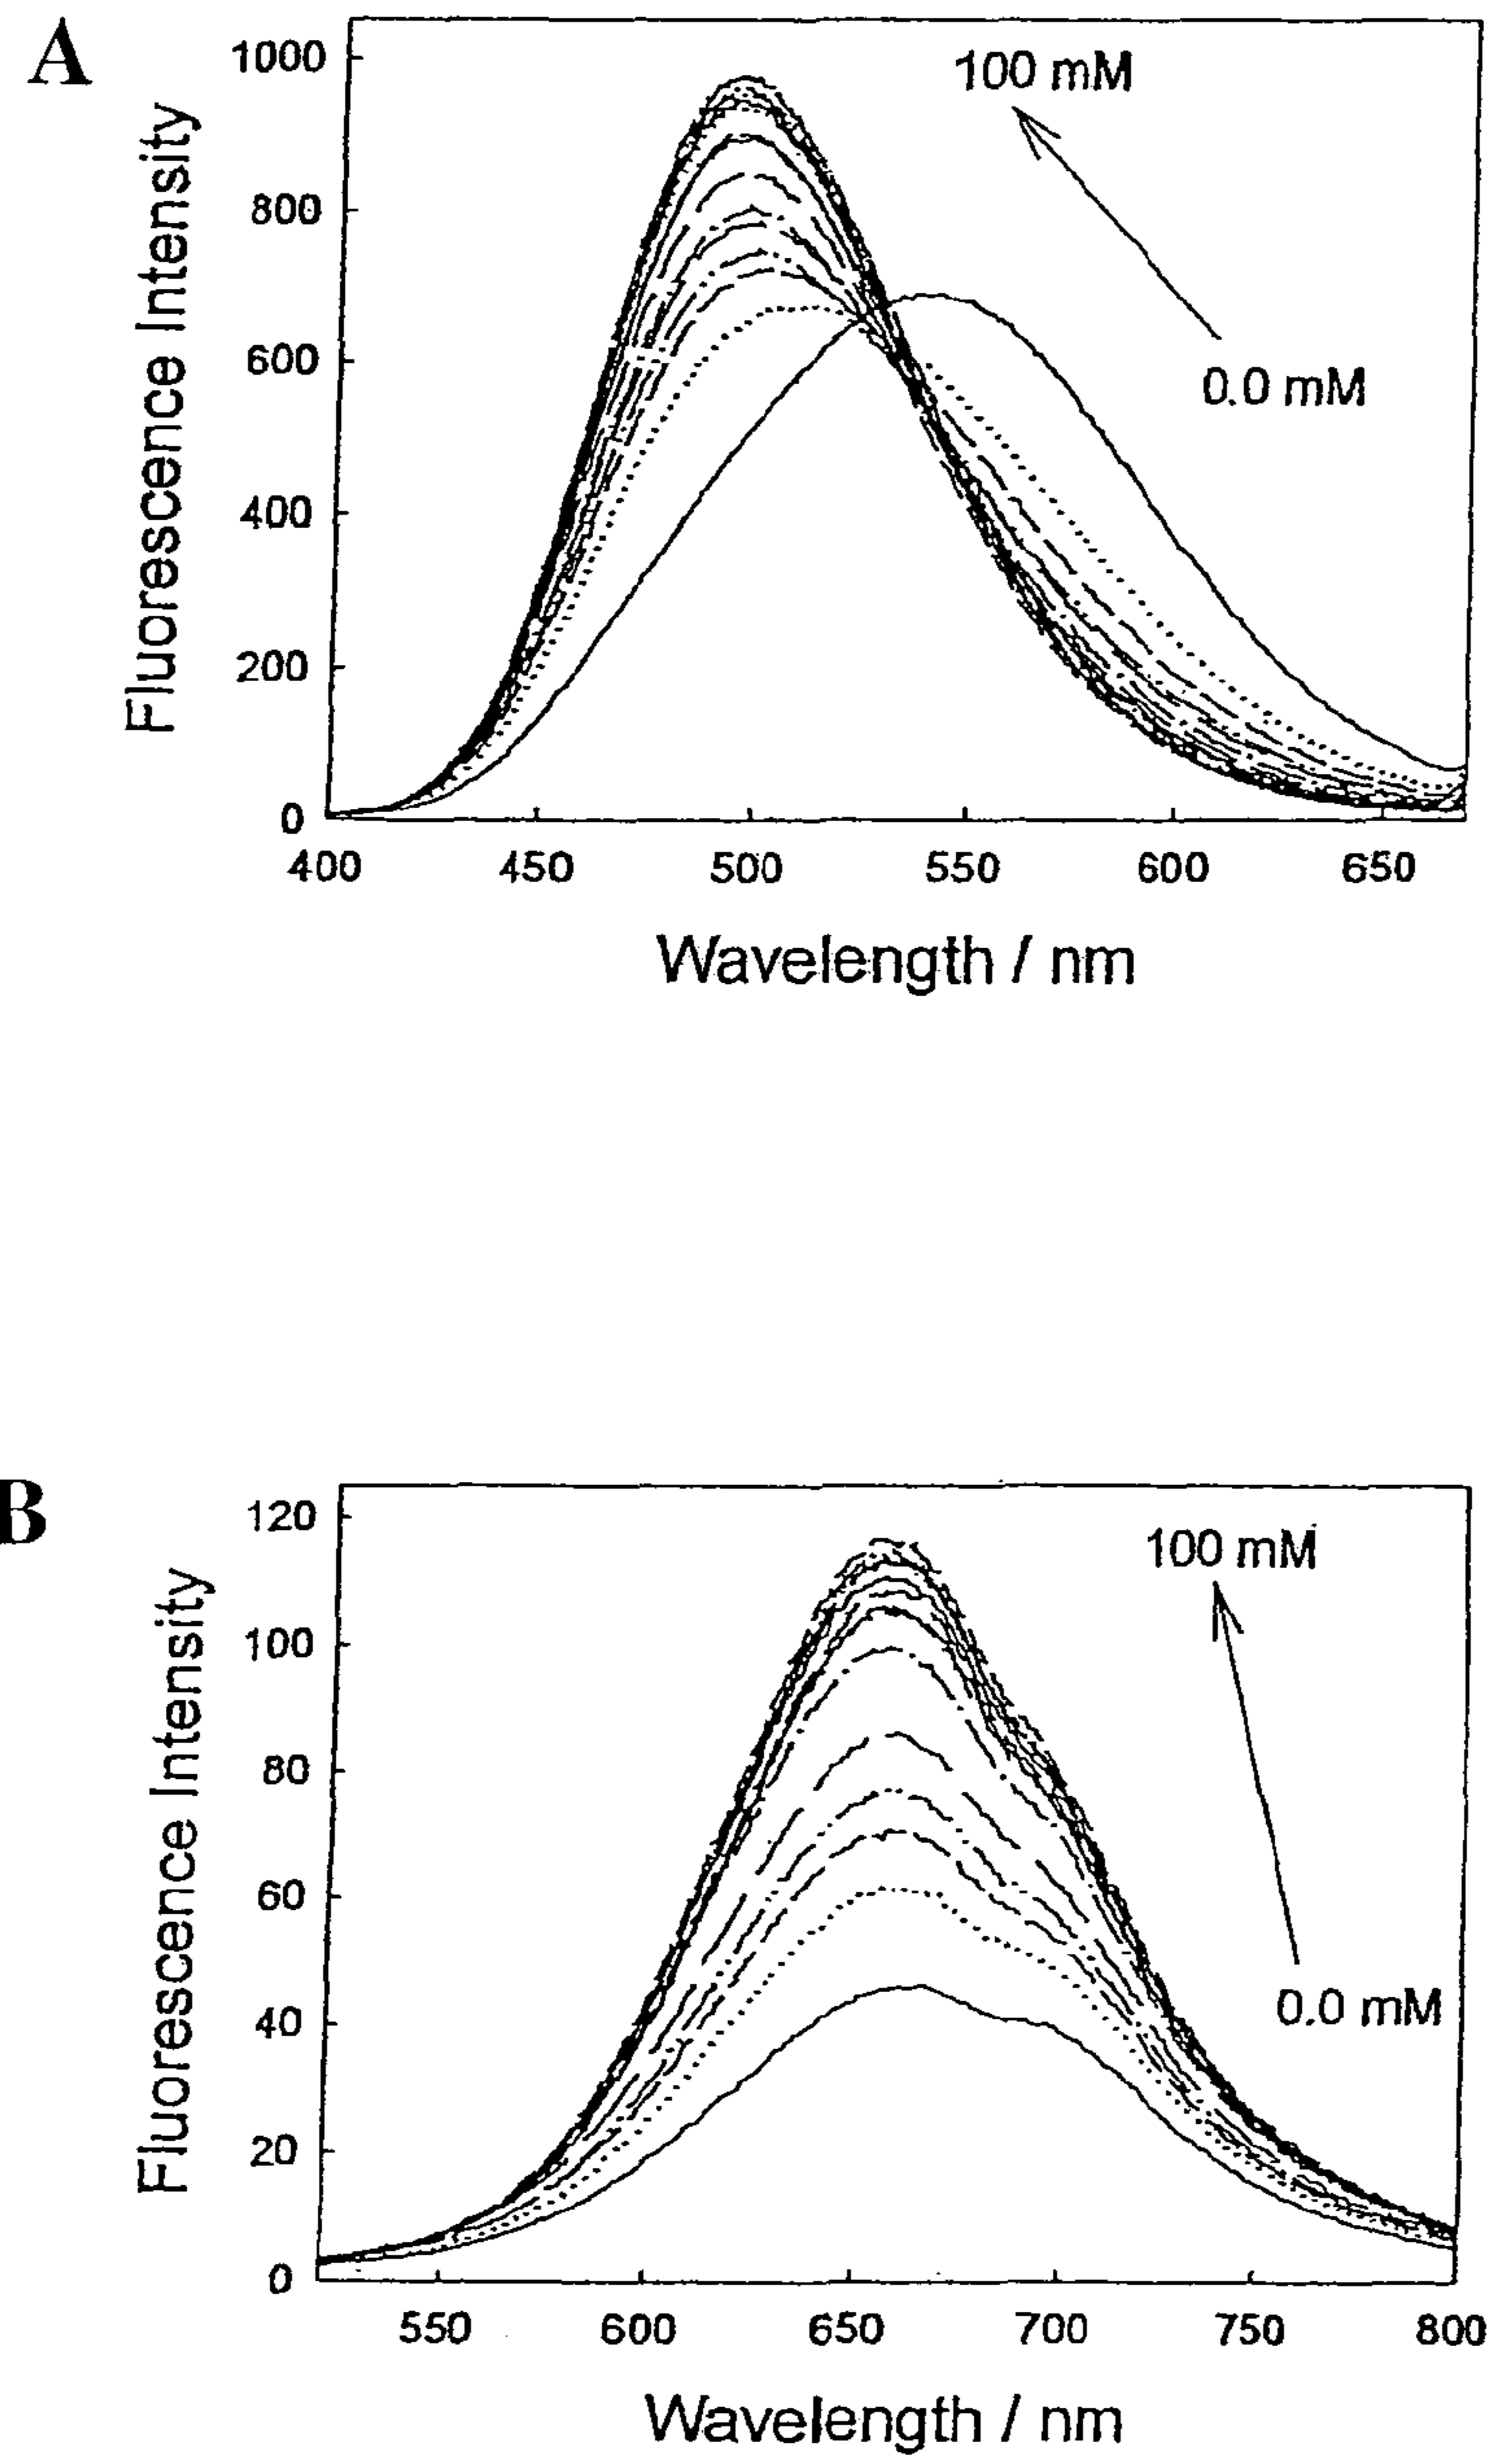 A
1000
800
600
400
200
0
Fluorescence Intensity
100 mM
0.0 mM
400 450 500 550 600 650
Wavelength / nm
B
120
100
80
60
40
20
0
Fluorescence Intensity
100 mM
0.0 mM
550 600 650 700 750 800
Wavelength / nm